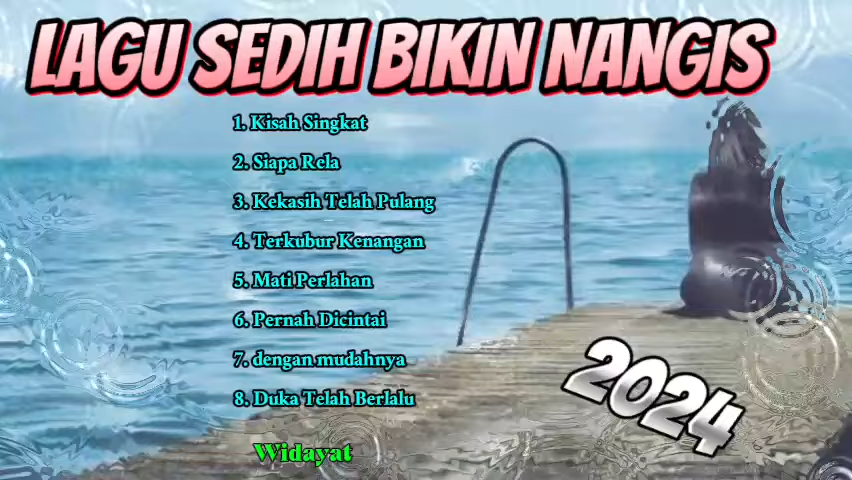 LAGU SEDIH BIKIN NANGIS
1. Kisah Singkat
2. Siapa Rela
3. Kekasih Telah Pulang
4. Terkubur Kenangan
5. Mati Perlahan
6. Pernah Dicintai
7. dengan mudahnya
8. Duka Telah Berlalu
2024
Widayat